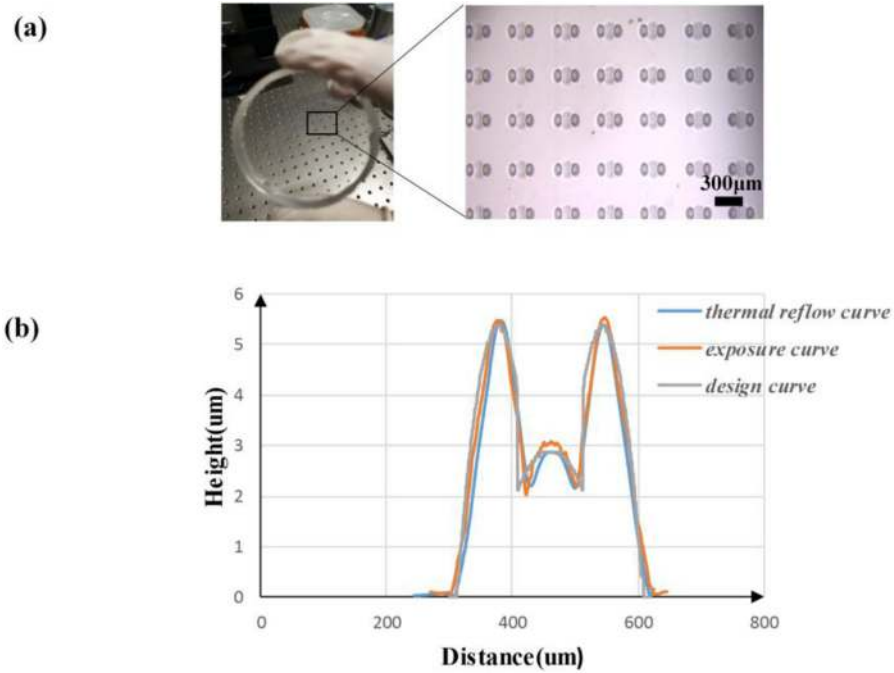 (a)
300μm
(b)
6
5
4
3
2
1
0
Height(um)
thermal reflow curve
exposure curve
design curve
0
200
400
600
800
Distance(um)